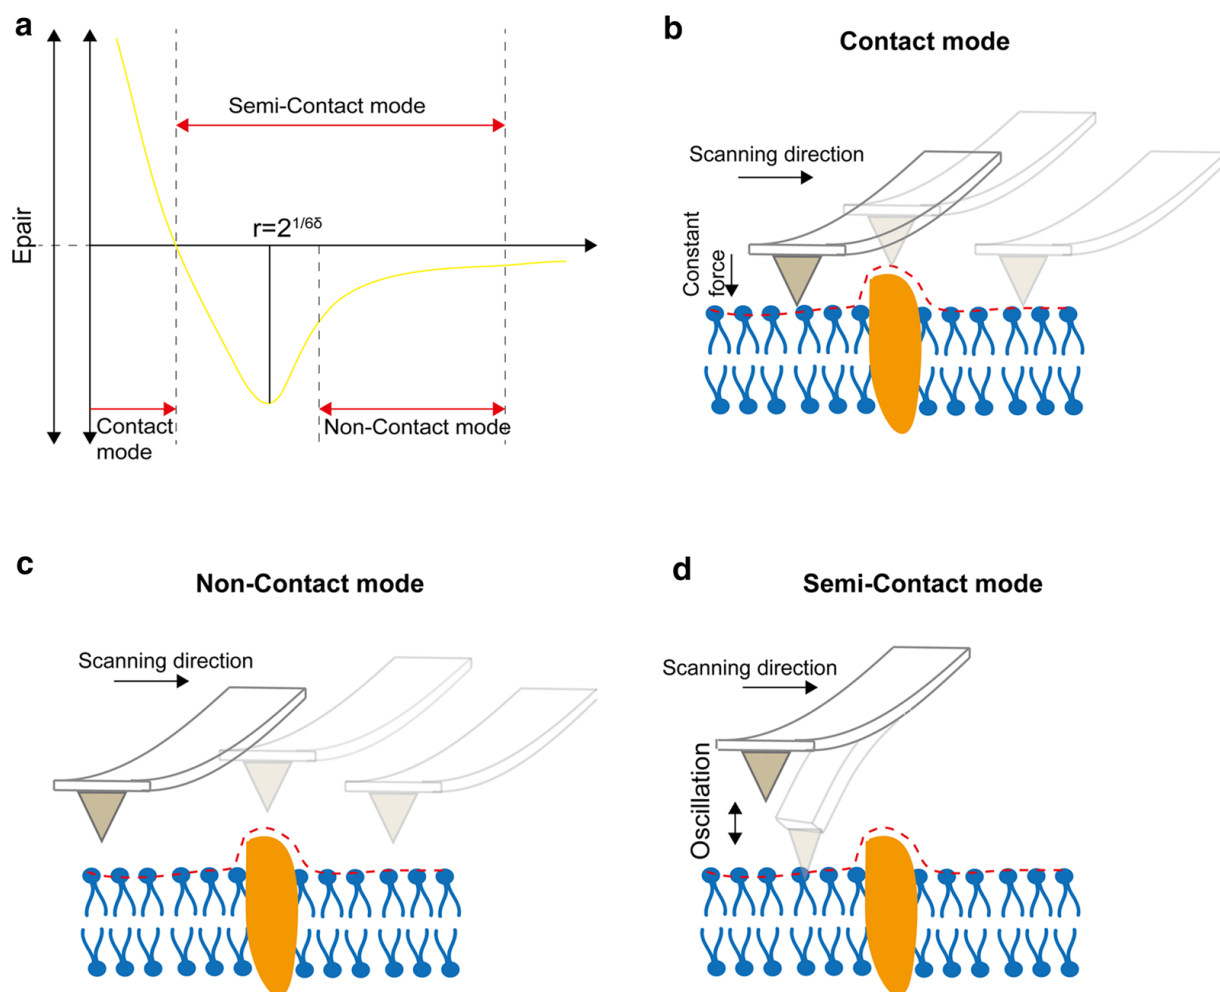 a
Semi-Contact mode
r=2^1/6δ
Epair
Contact
mode
Non-Contact mode
b
Contact mode
Scanning direction
Constant
force
c
Non-Contact mode
Scanning direction
d
Semi-Contact mode
Scanning direction
Oscillation